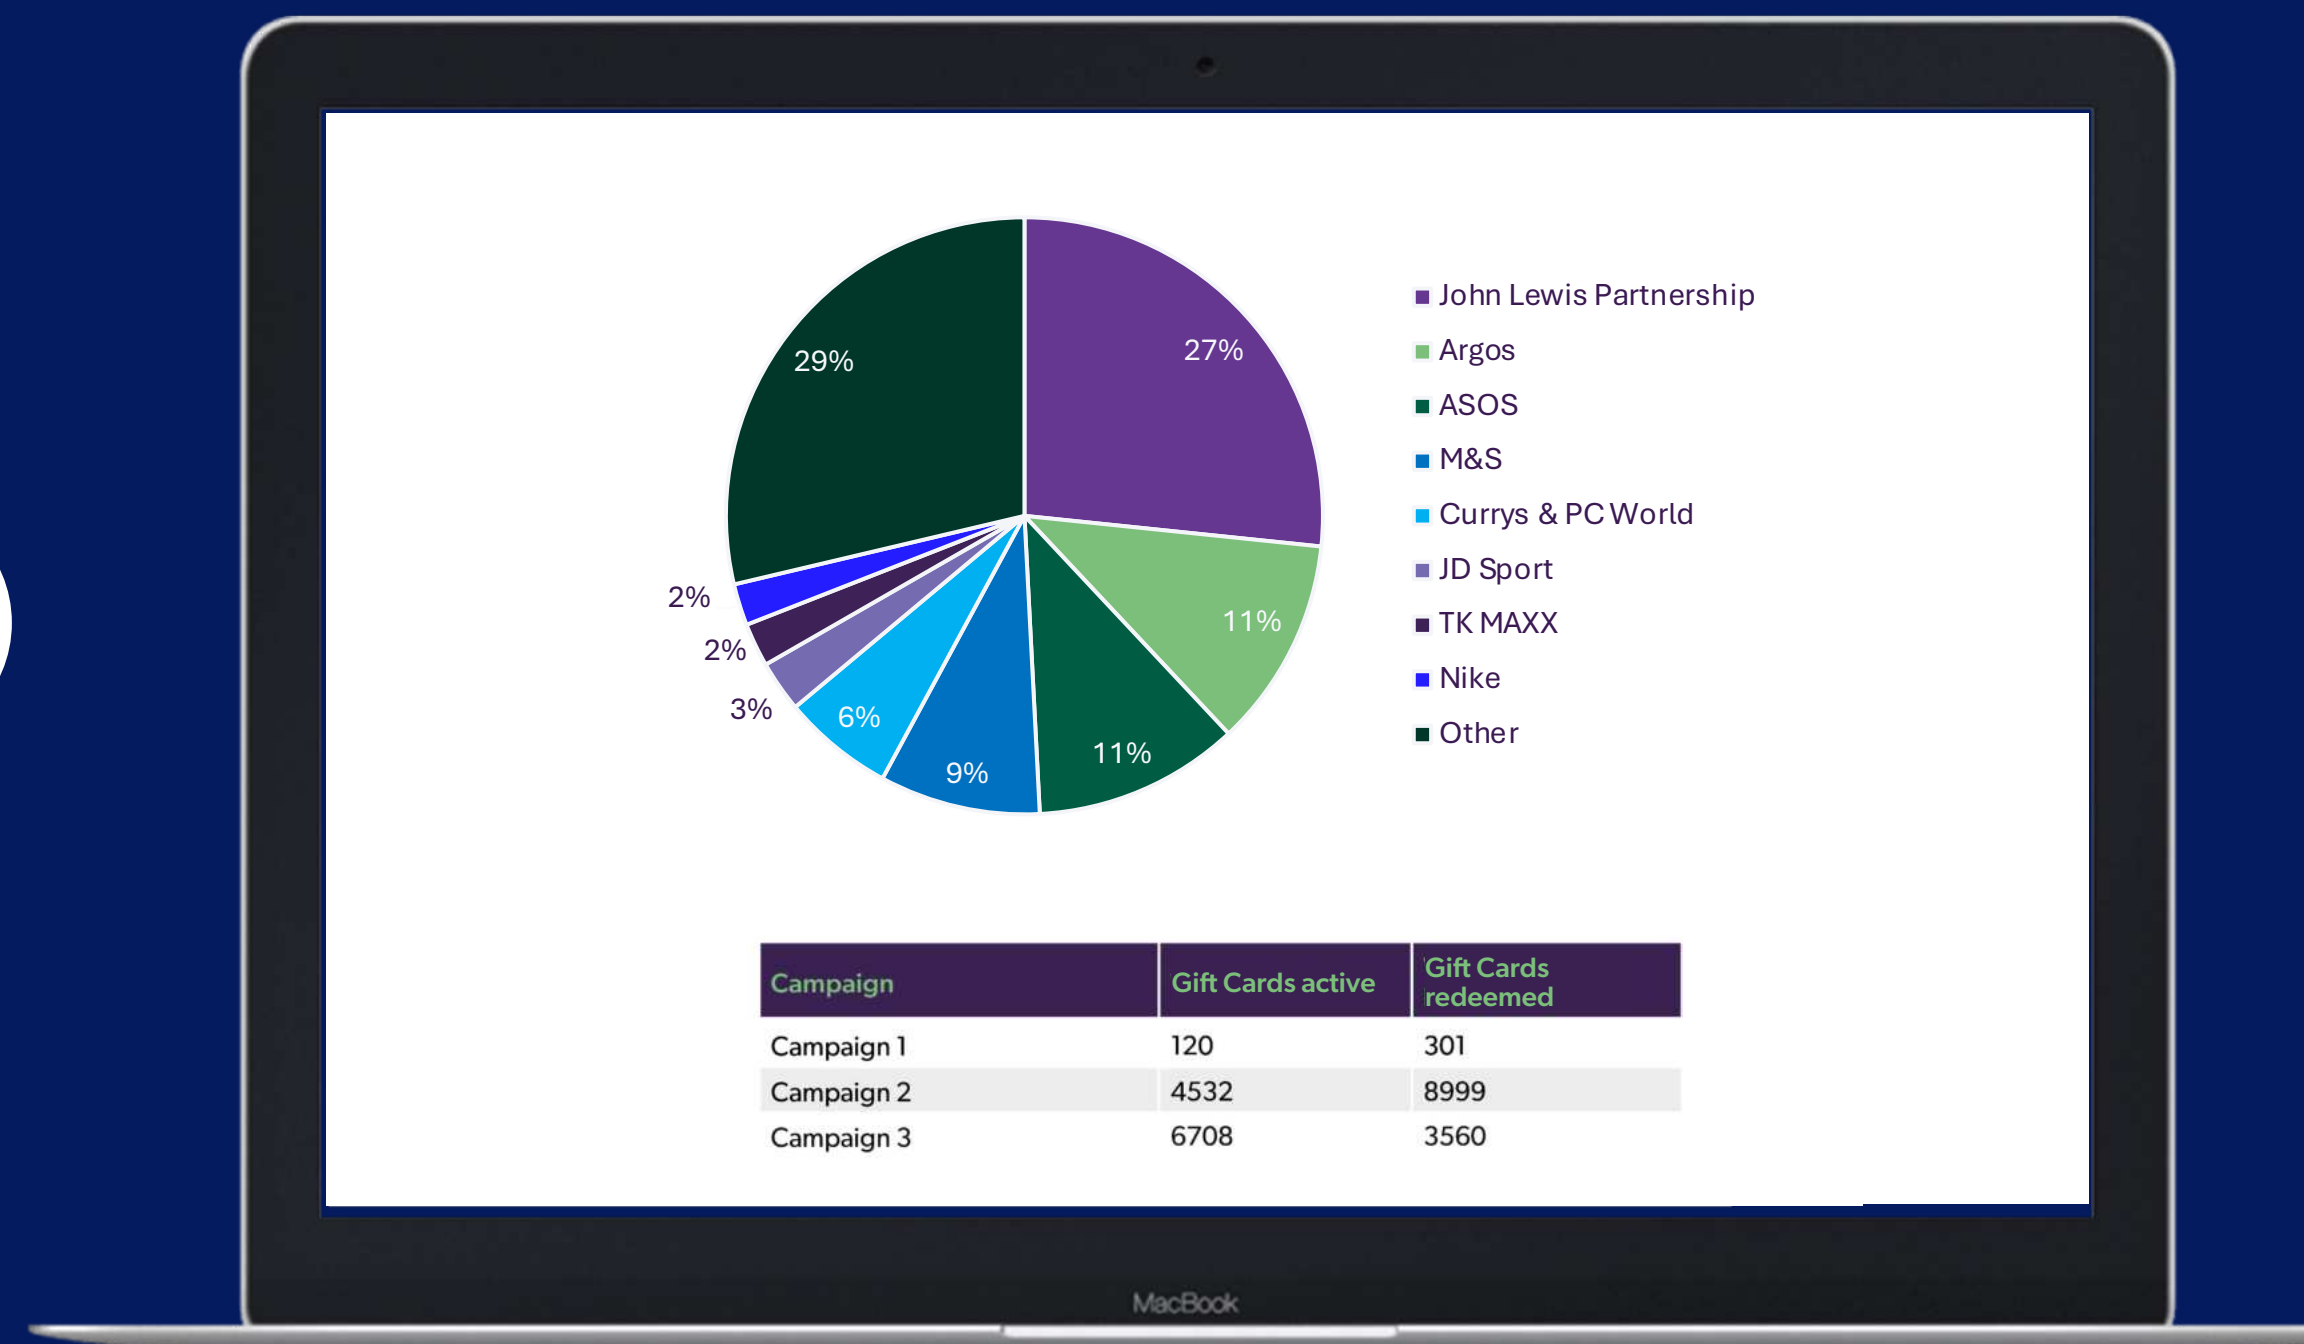 29%
27%
11%
11%
9%
6%
3%
2%
2%
John Lewis Partnership
Argos
ASOS
M&S
Currys & PC World
JD Sport
TK MAXX
Nike
Other
Campaign Gift Cards active Gift Cards redeemed
Campaign 1 120 301
Campaign 2 4532 8999
Campaign 3 6708 3560
MacBook